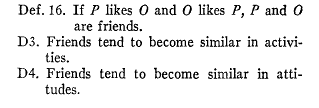 Def. 16. If P likes O and O likes P, P and O
are friends.
D3. Friends tend to become similar in activi-
ties.
D4. Friends tend to become similar in atti-
tudes.